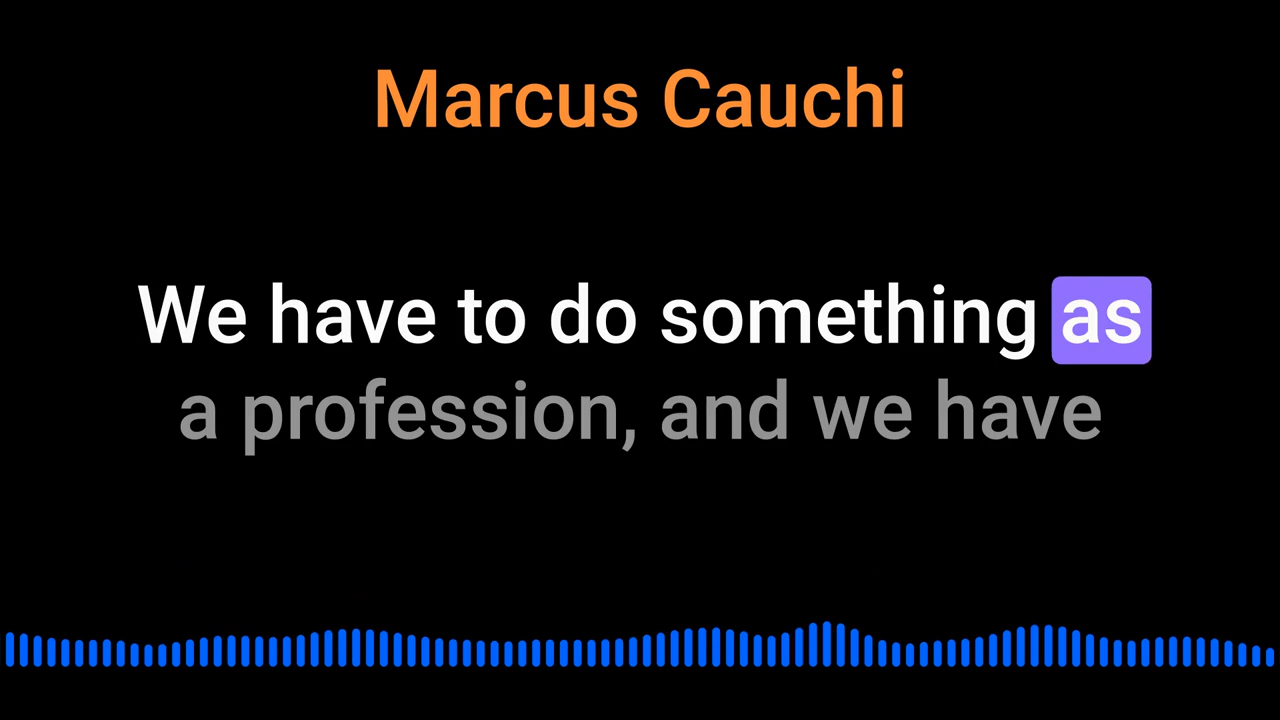 Marcus Cauchi
We have to do something as
a profession, and we have